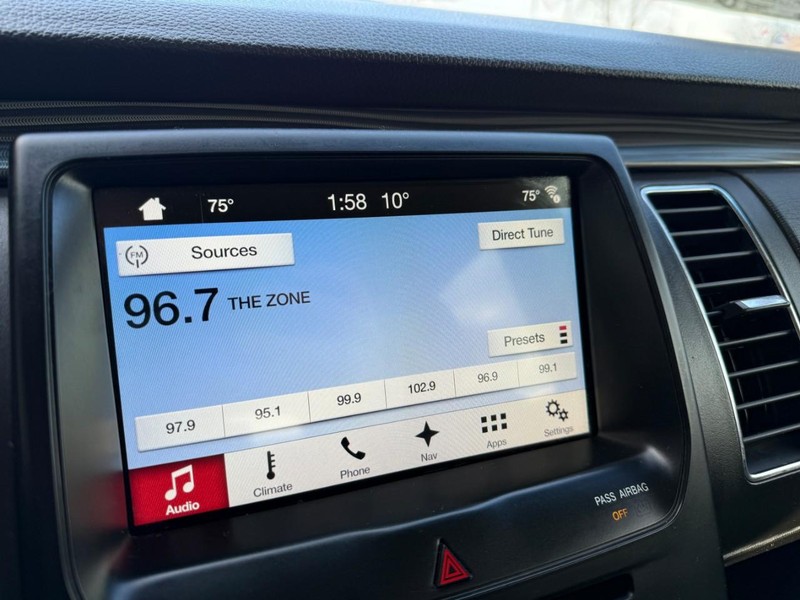 75° 1:58 10° 75°
FM Sources Direct Tune
96.7 THE ZONE
Presets
97.9 95.1 99.9 102.9 96.9 99.1
Audio Climate Phone Nav Apps Settings
PASS AIRBAG
OFF